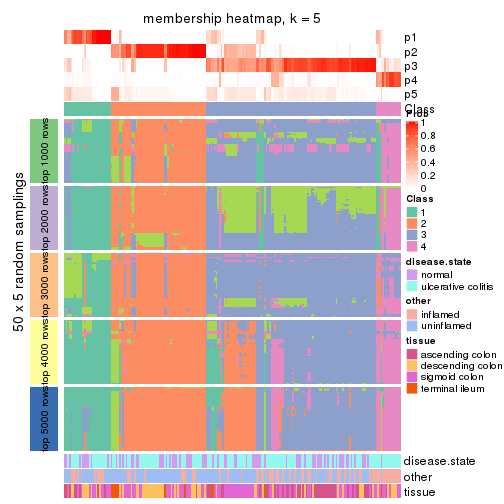 membership heatmap, k = 5
p1
p2
p3
p4
p5
Class
Prob
1
0.8
0.6
0.4
0.2
0
Class
1
2
3
4
disease.state
normal
ulcerative colitis
other
inflamed
uninflamed
tissue
ascending colon
descending colon
sigmoid colon
terminal ileum
50 x 5 random samplings
top 1000 rows
top 2000 rows
top 3000 rows
top 4000 rows
top 5000 rows
disease.state
other
tissue